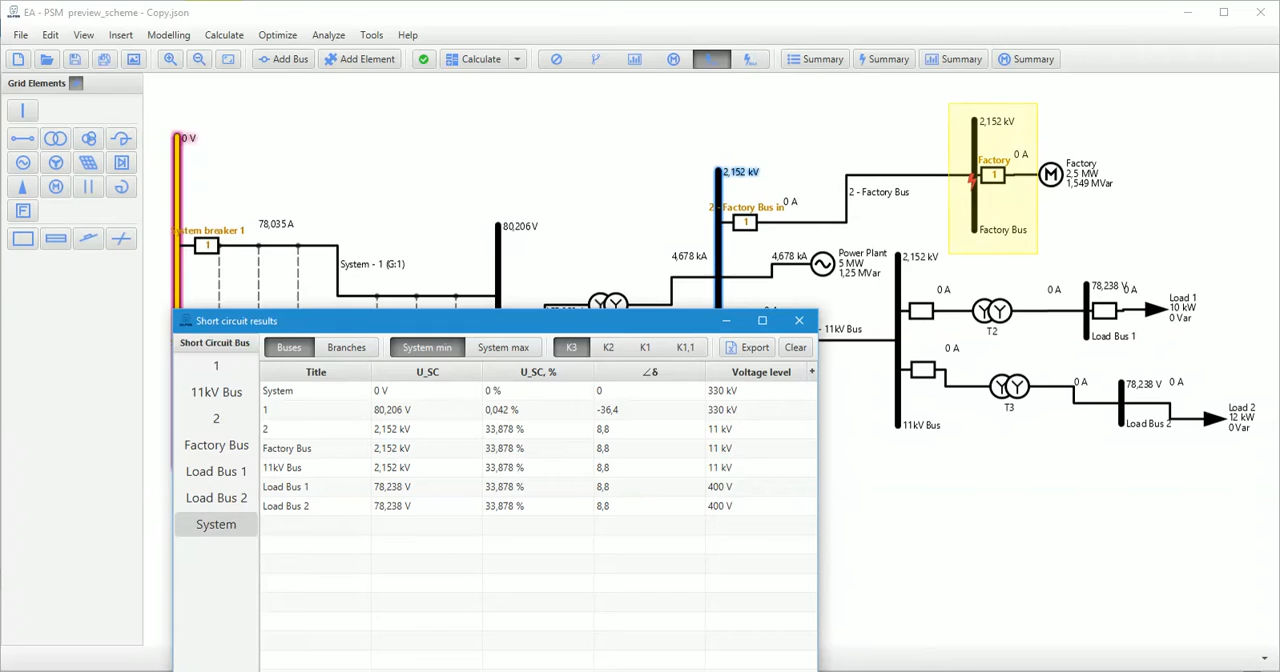 EA - PSM preview_scheme - Copy.json
File Edit View Insert Modelling Calculate Optimize Analyze Tools Help
Add Bus Add Element Calculate Summary Summary Summary Summary
Grid Elements
0 V
System breaker 1
1
78,035 A
System - 1 (G:1)
80,206 V
2,152 kV
2 - Factory Bus in
0 A
1
2 - Factory Bus
4,678 kA
4,678 kA
Power Plant
5 MW
1,25 MVar
2,152 kV
Factory
0 A
1
M
Factory
2,5 MW
1,549 MVar
Factory Bus
2,152 kV
0 A
0 A
T2
78,238 V
0 A
Load 1
10 kW
0 Var
Load Bus 1
- 11kV Bus
0 A
T3
0 A
78,238 V
0 A
Load 2
12 kW
0 Var
Load Bus 2
11kV Bus
Short circuit results
Short Circuit Bus
1
11kV Bus
2
Factory Bus
Load Bus 1
Load Bus 2
System
Buses Branches System min System max K3 K2 K1 K1,1 Export Clear
Title U_SC U_SC, % ∠δ Voltage level +
System 0 V 0 % 0 330 kV
1 80,206 V 0,042 % -36,4 330 kV
2 2,152 kV 33,878 % 8,8 11 kV
Factory Bus 2,152 kV 33,878 % 8,8 11 kV
11kV Bus 2,152 kV 33,878 % 8,8 11 kV
Load Bus 1 78,238 V 33,878 % 8,8 400 V
Load Bus 2 78,238 V 33,878 % 8,8 400 V